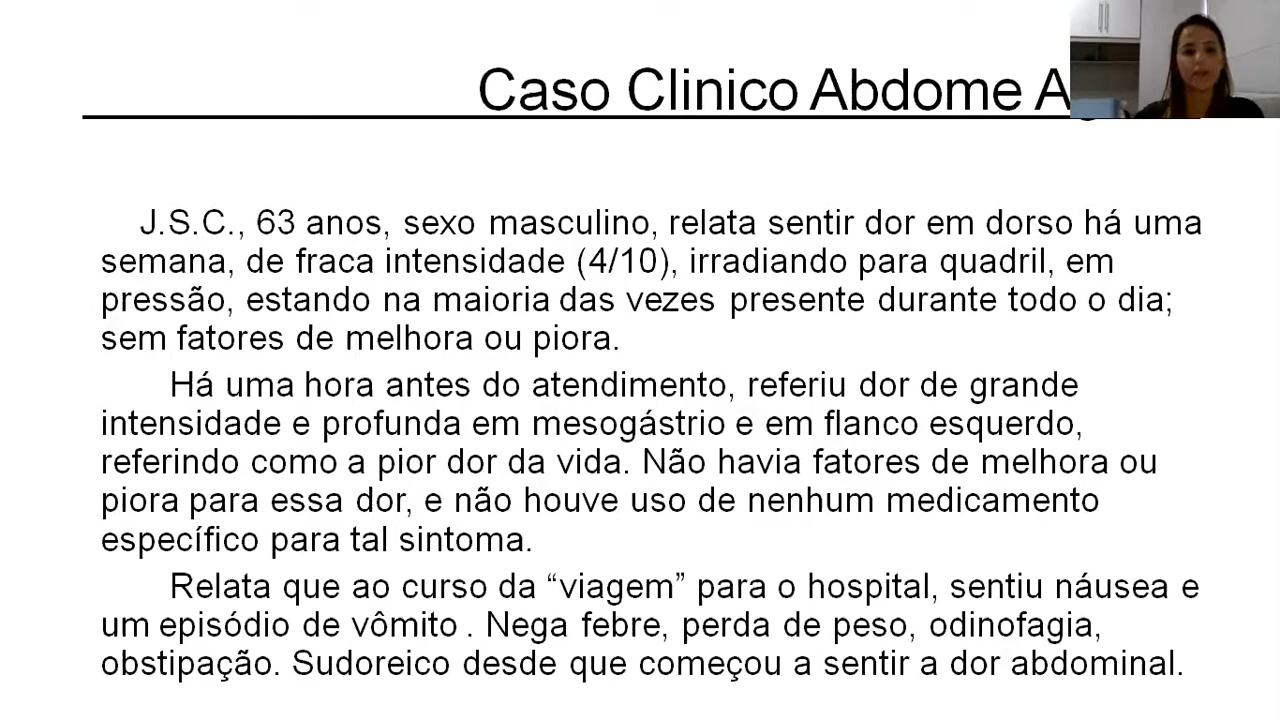 Caso Clinico Abdome A
J.S.C., 63 anos, sexo masculino, relata sentir dor em dorso há uma
semana, de fraca intensidade (4/10), irradiando para quadril, em
pressão, estando na maioria das vezes presente durante todo o dia;
sem fatores de melhora ou piora.
Há uma hora antes do atendimento, referiu dor de grande
intensidade e profunda em mesogástrio e em flanco esquerdo,
referindo como a pior dor da vida. Não havia fatores de melhora ou
piora para essa dor, e não houve uso de nenhum medicamento
específico para tal sintoma.
Relata que ao curso da “viagem” para o hospital, sentiu náusea e
um episódio de vômito . Nega febre, perda de peso, odinofagia,
obstipação. Sudoreico desde que começou a sentir a dor abdominal.